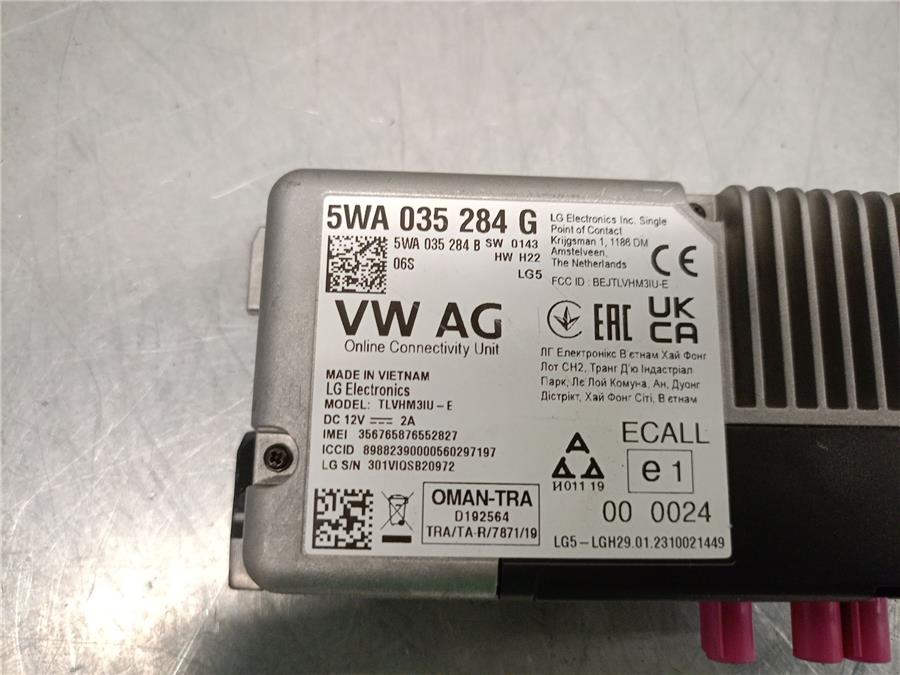 5WA 035 284 G
5WA 035 284 B SW 0143
HW H22
06S
LG5
LG Electronics Inc. Single
Point of Contact
Krijgsman 1, 1186 DM
Amstelveen,
The Netherlands
CE
FCC ID : BEJTLVHM3IU-E
VW AG
Online Connectivity Unit
EAC
UK
CA
ЛГ Електронікс В'єтнам Хай Фонг
Лот СН2, Транг Д'ю Індастріал
Парк, Лє Лой Комуна, Ан, Дуонг
Дістрікт, Хай Фонг Сіті, В'єтнам
MADE IN VIETNAM
LG Electronics
MODEL: TLVHM3IU-E
DC 12V 2A
IMEI 356765876552827
ICCID 89882390000560297197
LG S/N 301VIQSB20972
ECALL
e1
И011 19
00 0024
OMAN-TRA
D192564
TRA/TA-R/7871/19
LG5-LGH29.01.2310021449